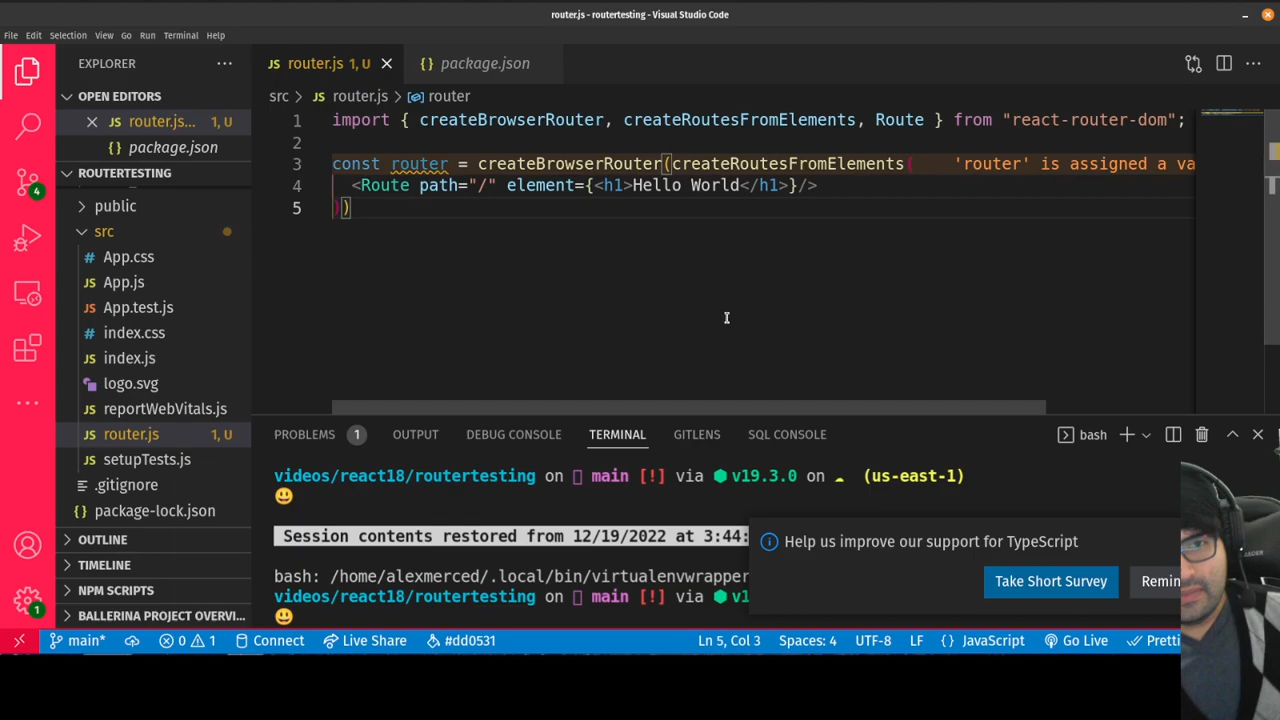 router.js - routertesting - Visual Studio Code
File Edit Selection View Go Run Terminal Help
EXPLORER
OPEN EDITORS
router.js... 1, U
package.json
ROUTERTESTING
public
src
App.css
App.js
App.test.js
index.css
index.js
logo.svg
reportWebVitals.js
router.js 1, U
setupTests.js
.gitignore
package-lock.json
OUTLINE
TIMELINE
NPM SCRIPTS
BALLERINA PROJECT OVERVI...
4
1
router.js 1, U
package.json
src > router.js > router
1 import { createBrowserRouter, createRoutesFromElements, Route } from "react-router-dom";
2
3 const router = createBrowserRouter(createRoutesFromElements( 'router' is assigned a va
4 <Route path="/" element={<h1>Hello World</h1>}/>
5 ))
PROBLEMS 1 OUTPUT DEBUG CONSOLE TERMINAL GITLENS SQL CONSOLE bash
videos/react18/routertesting on main [!] via v19.3.0 on (us-east-1)
Session contents restored from 12/19/2022 at 3:44:
bash: /home/alexmerced/.local/bin/virtualenvwrapper
videos/react18/routertesting on main [!] via v1
Help us improve our support for TypeScript
Take Short Survey Remin
main* 0 1 Connect Live Share #dd0531 Ln 5, Col 3 Spaces: 4 UTF-8 LF {} JavaScript Go Live Pretti